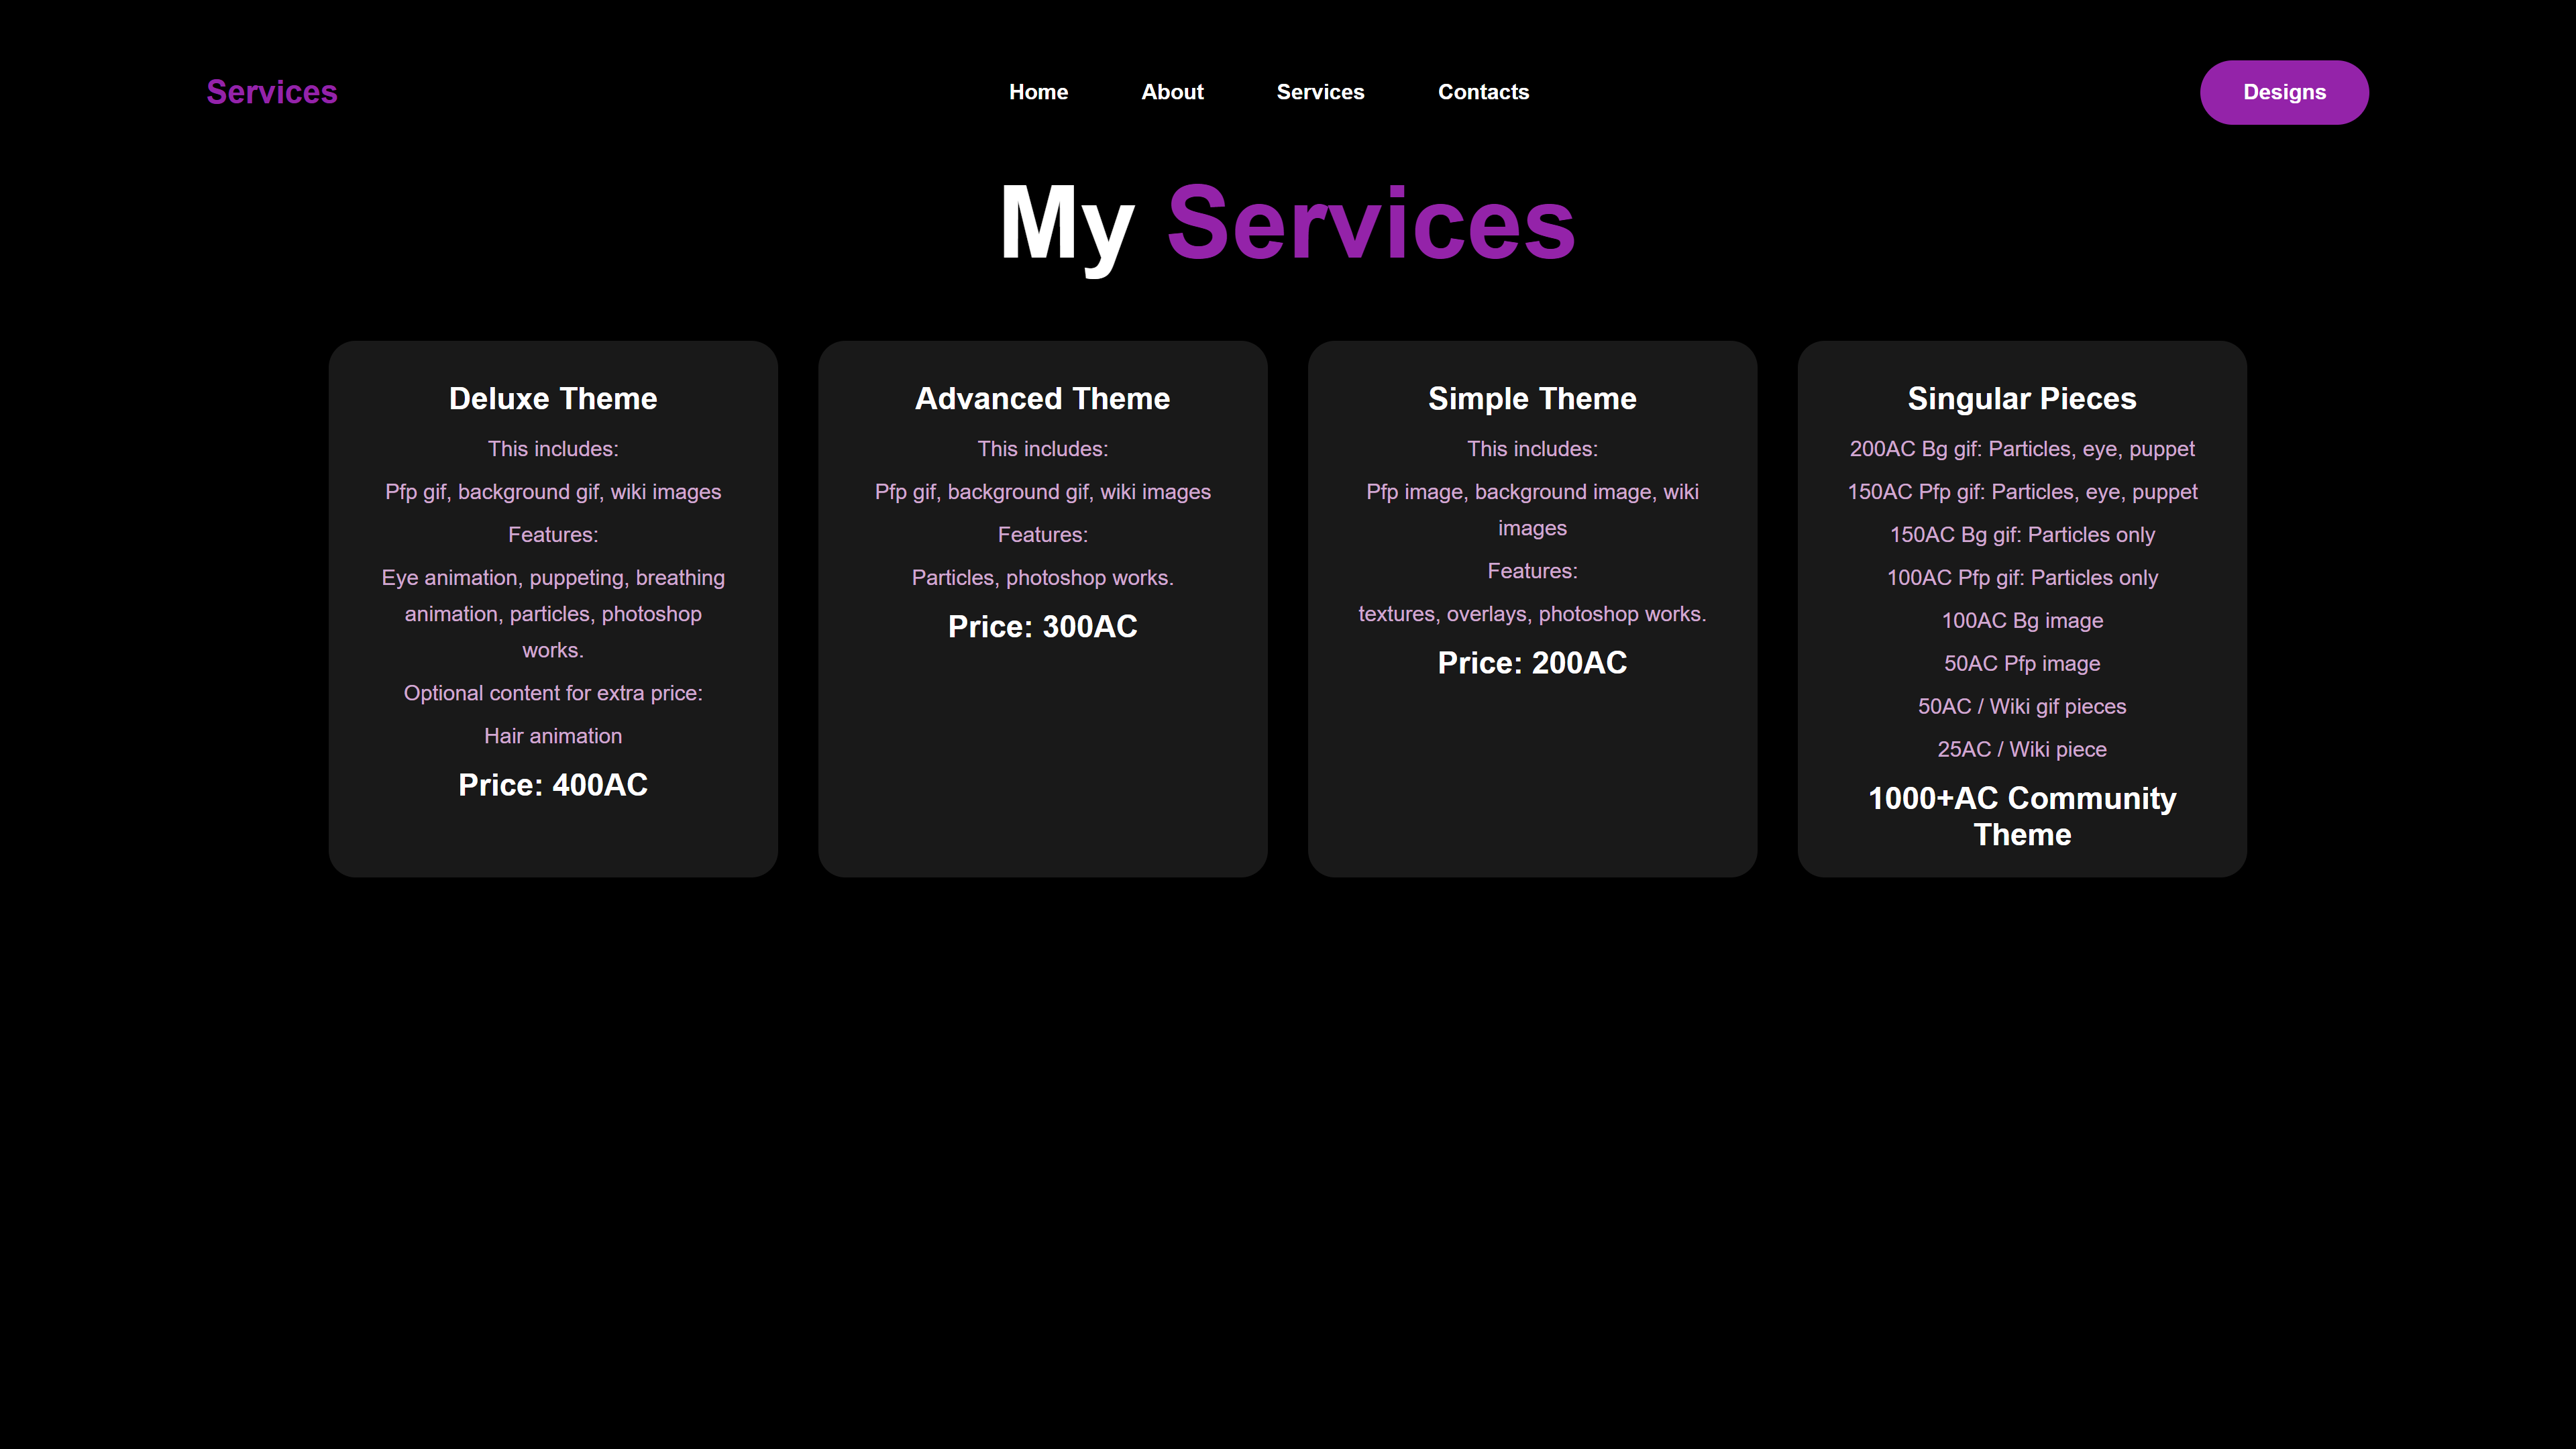 Services
Home
About
Services
Contacts
Designs
My Services
Deluxe Theme
This includes:
Pfp gif, background gif, wiki images
Features:
Eye animation, puppeting, breathing
animation, particles, photoshop
works.
Optional content for extra price:
Hair animation
Price: 400AC
Advanced Theme
This includes:
Pfp gif, background gif, wiki images
Features:
Particles, photoshop works.
Price: 300AC
Simple Theme
This includes:
Pfp image, background image, wiki
images
Features:
textures, overlays, photoshop works.
Price: 200AC
Singular Pieces
200AC Bg gif: Particles, eye, puppet
150AC Pfp gif: Particles, eye, puppet
150AC Bg gif: Particles only
100AC Pfp gif: Particles only
100AC Bg image
50AC Pfp image
50AC / Wiki gif pieces
25AC / Wiki piece
1000+AC Community
Theme